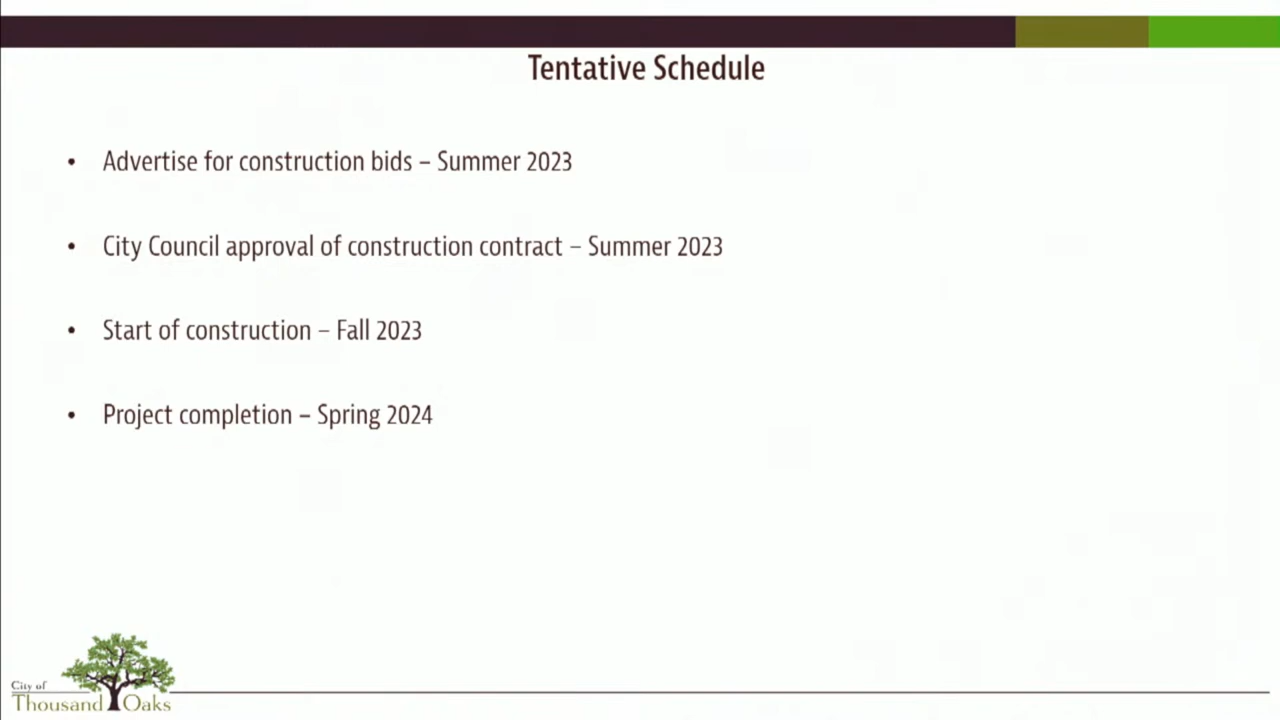 Tentative Schedule
• Advertise for construction bids – Summer 2023
• City Council approval of construction contract – Summer 2023
• Start of construction – Fall 2023
• Project completion – Spring 2024
City of
Thousand Oaks